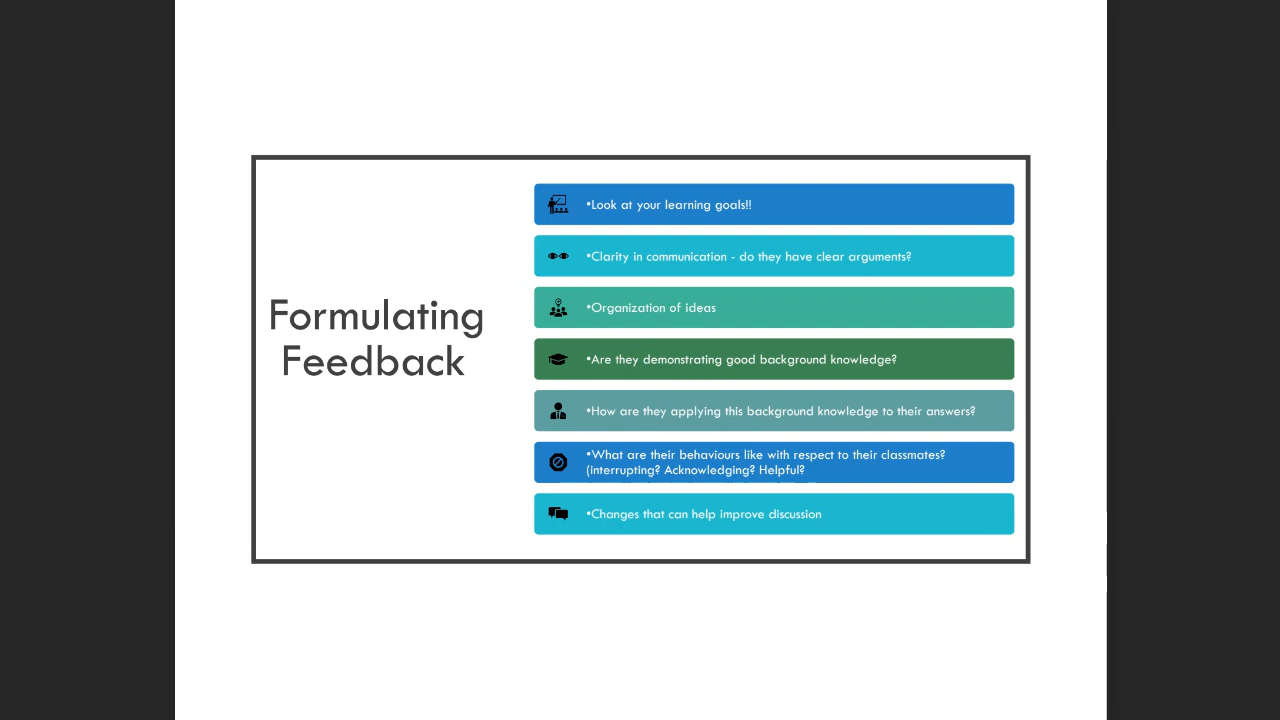 Formulating
Feedback
•Look at your learning goals!!
•Clarity in communication - do they have clear arguments?
•Organization of ideas
•Are they demonstrating good background knowledge?
•How are they applying this background knowledge to their answers?
•What are their behaviours like with respect to their classmates?
(interrupting? Acknowledging? Helpful?
•Changes that can help improve discussion